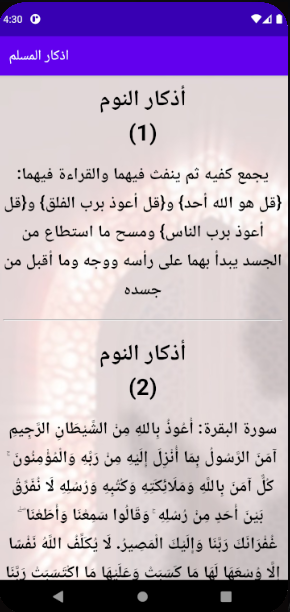 4:30
اذكار المسلم
أذكار النوم
(1)
يجمع كفيه ثم ينفث فيهما والقراءة فيهما:
{قل هو الله أحد} و{قل أعوذ برب الفلق} و{قل
أعوذ برب الناس} ومسح ما استطاع من
الجسد يبدأ بهما على رأسه ووجه وما أقبل من
جسده
أذكار النوم
(2)
سورة البقرة: أَعُوذُ بِاللهِ مِنَ الشَّيْطَانِ الرَّجِيمِ
آمَنَ الرَّسُولُ بِمَا أُنْزِلَ إِلَيْهِ مِنْ رَبِّهِ وَالْمُؤْمِنُونَ ۚ
كُلٌّ آمَنَ بِاللَّهِ وَمَلَائِكَتِهِ وَكُتُبِهِ وَرُسُلِهِ لَا نُفَرِّقُ
بَيْنَ أَحَدٍ مِنْ رُسُلِهِ ۚ وَقَالُوا سَمِعْنَا وَأَطَعْنَا ۖ
غُفْرَانَكَ رَبَّنَا وَإِلَيْكَ الْمَصِيرُ. لَا يُكَلِّفُ اللَّهُ نَفْسًا
إِلَّا وُسْعَهَا لَهَا مَا كَسَبَتْ وَعَلَيْهَا مَا اكْتَسَبَتْ رَبَّنَا